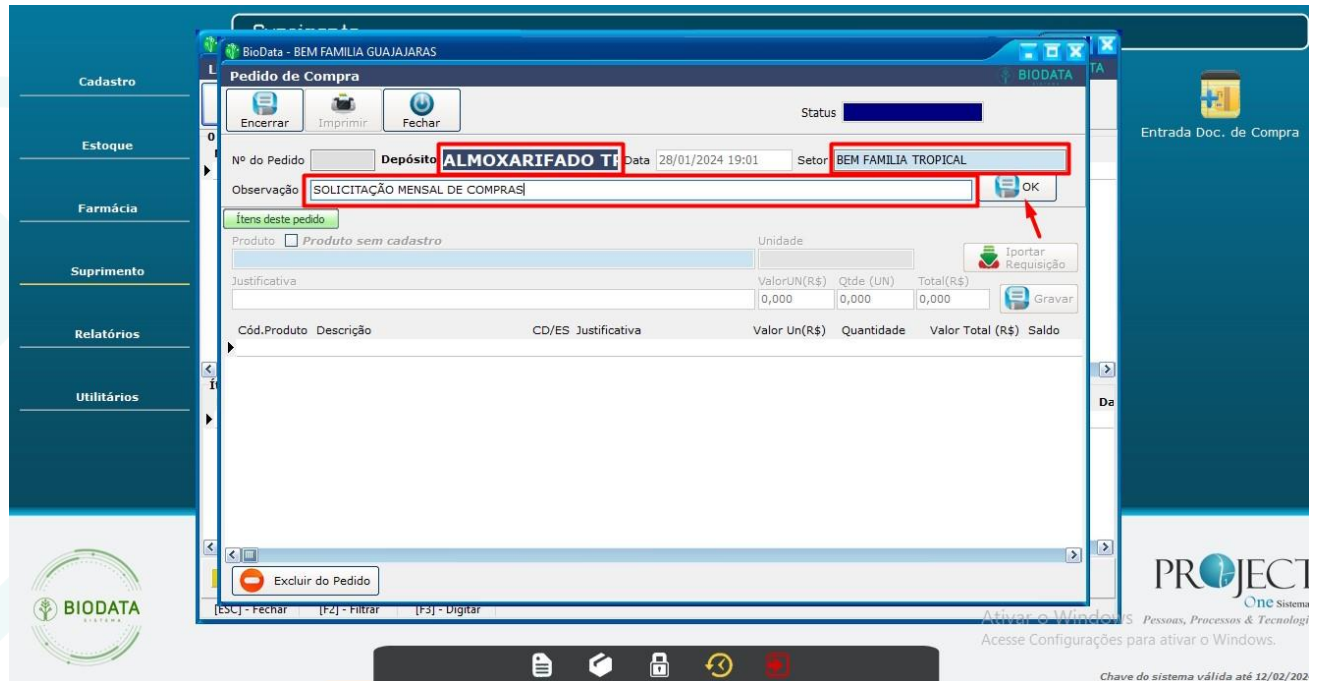 BioData - BEM FAMILIA GUAJAJARAS
Pedido de Compra
BIODATA
TA
Cadastro
Estoque
Farmácia
Suprimento
Relatórios
Utilitários
Encerrar
Imprimir
Fechar
Status
Entrada Doc. de Compra
Nº do Pedido
Depósito ALMOXARIFADO
Data 28/01/2024 19:01
Setor BEM FAMILIA TROPICAL
Observação SOLICITAÇÃO MENSAL DE COMPRAS
OK
Ítens deste pedido
Produto Produto sem cadastro
Unidade
Iportar
Requisição
Justificativa
ValorUN(R$) Qtde (UN) Total(R$)
0,000 0,000 0,000
Gravar
Cód.Produto Descrição CD/ES Justificativa Valor Un(R$) Quantidade Valor Total (R$) Saldo
Da
Excluir do Pedido
[ESC] - Fechar [F2] - Filtrar [F3] - Digitar
BIODATA
SISTEMA
PROJECT
One Sistema
Pessoas, Processos & Tecnologi
Ativar o Windows
Acesse Configurações para ativar o Windows.
Chave do sistema válida até 12/02/202